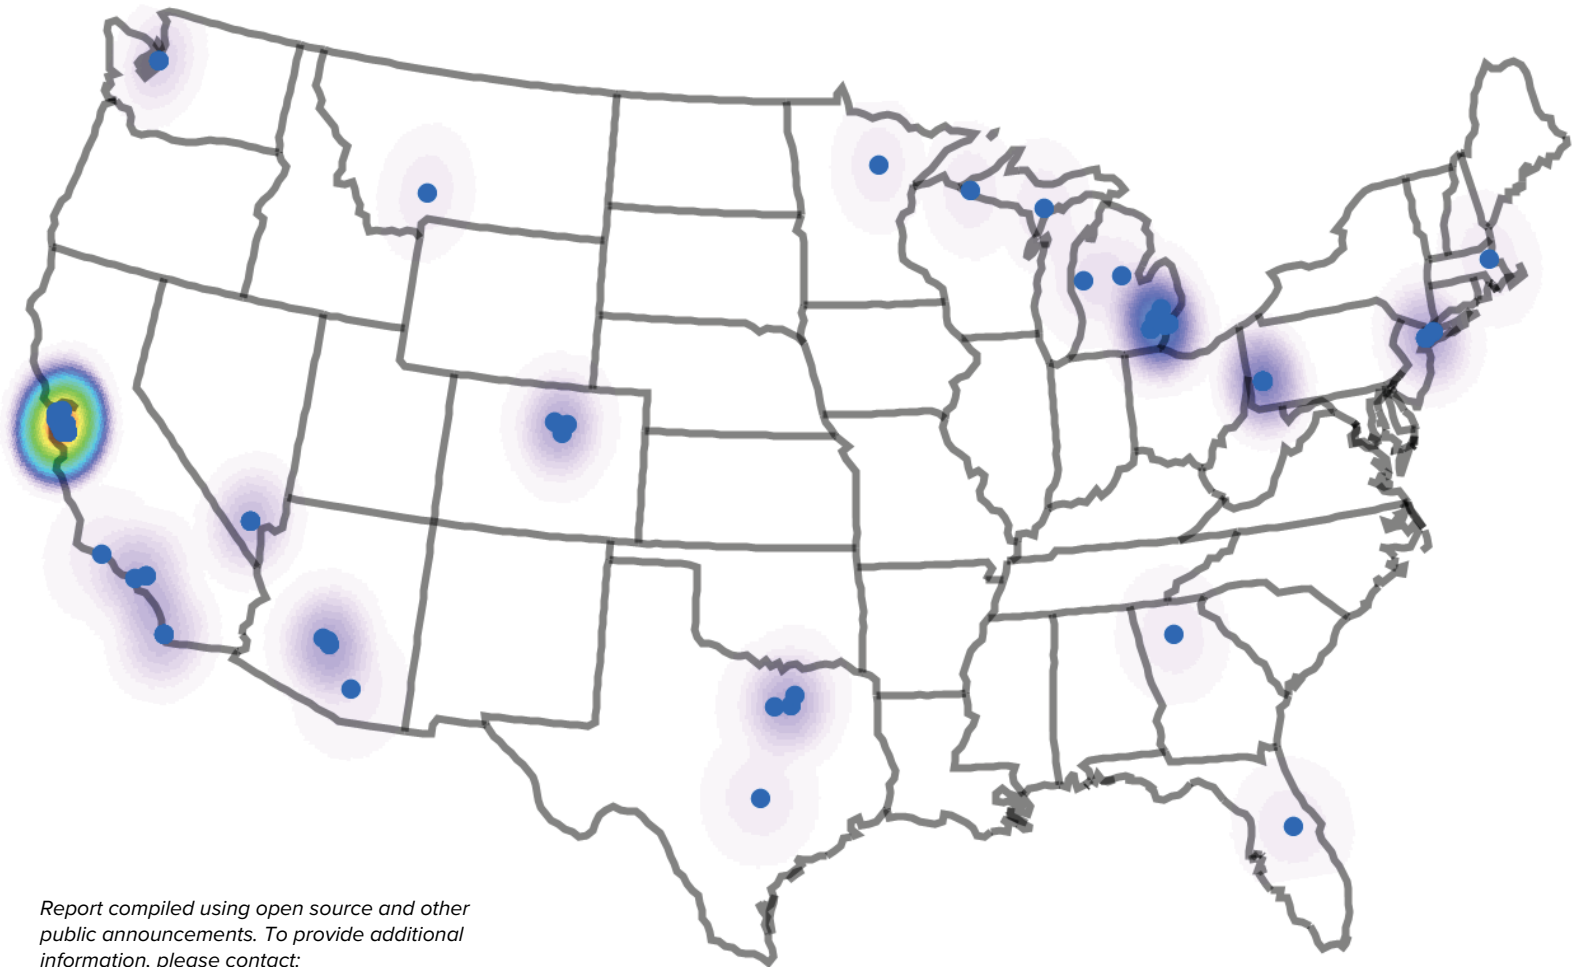 Report compiled using open source and other
public announcements. To provide additional
information, please contact: